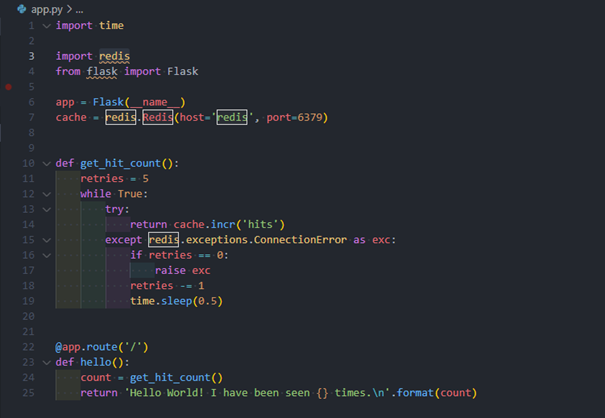 app.py > ...
1 import time
2
3 import redis
4 from flask import Flask
5
6 app = Flask(__name__)
7 cache = redis.Redis(host='redis', port=6379)
8
9
10 def get_hit_count():
11     retries = 5
12     while True:
13         try:
14             return cache.incr('hits')
15         except redis.exceptions.ConnectionError as exc:
16             if retries == 0:
17                 raise exc
18             retries -= 1
19             time.sleep(0.5)
20
21
22 @app.route('/')
23 def hello():
24     count = get_hit_count()
25     return 'Hello World! I have been seen {} times.\n'.format(count)